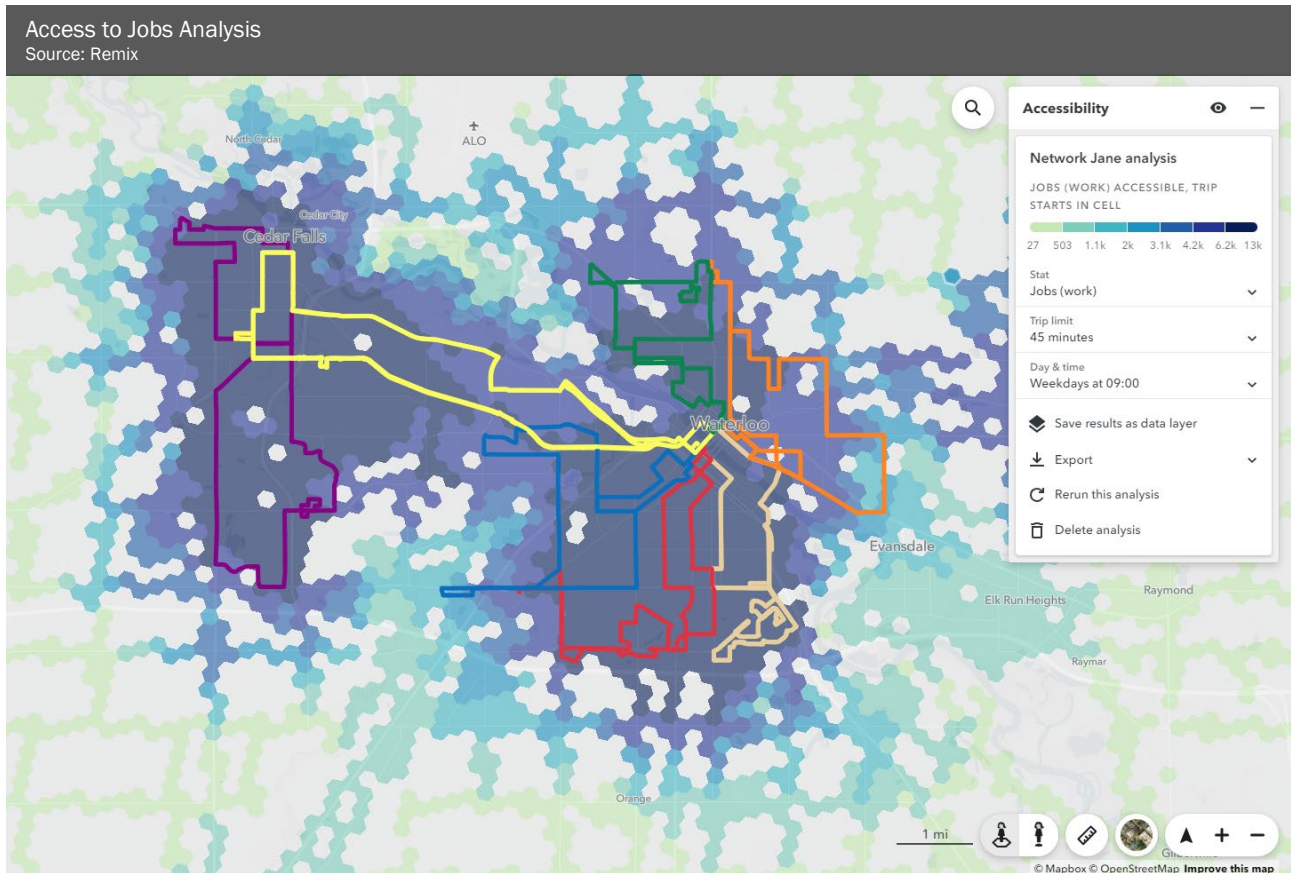 Access to Jobs Analysis
Source: Remix
North Cedar
ALO
Cedar City
Cedar Falls
Waterloo
Evansdale
Elk Run Heights
Raymond
Raymar
Orange
Accessibility
Network Jane analysis
JOBS (WORK) ACCESSIBLE, TRIP
STARTS IN CELL
27 503 1.1k 2k 3.1k 4.2k 6.2k 13k
Stat
Jobs (work)
Trip limit
45 minutes
Day & time
Weekdays at 09:00
Save results as data layer
Export
Rerun this analysis
Delete analysis
1 mi
© Mapbox © OpenStreetMap Improve this map